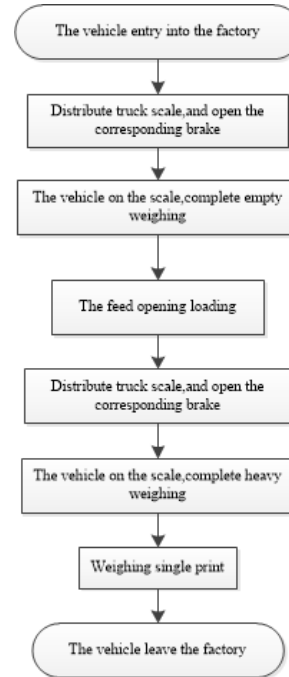 The vehicle entry into the factory
Distribute truck scale,and open the
corresponding brake
The vehicle on the scale,complete empty
weighing
The feed opening loading
Distribute truck scale,and open the
corresponding brake
The vehicle on the scale,complete heavy
weighing
Weighing single print
The vehicle leave the factory